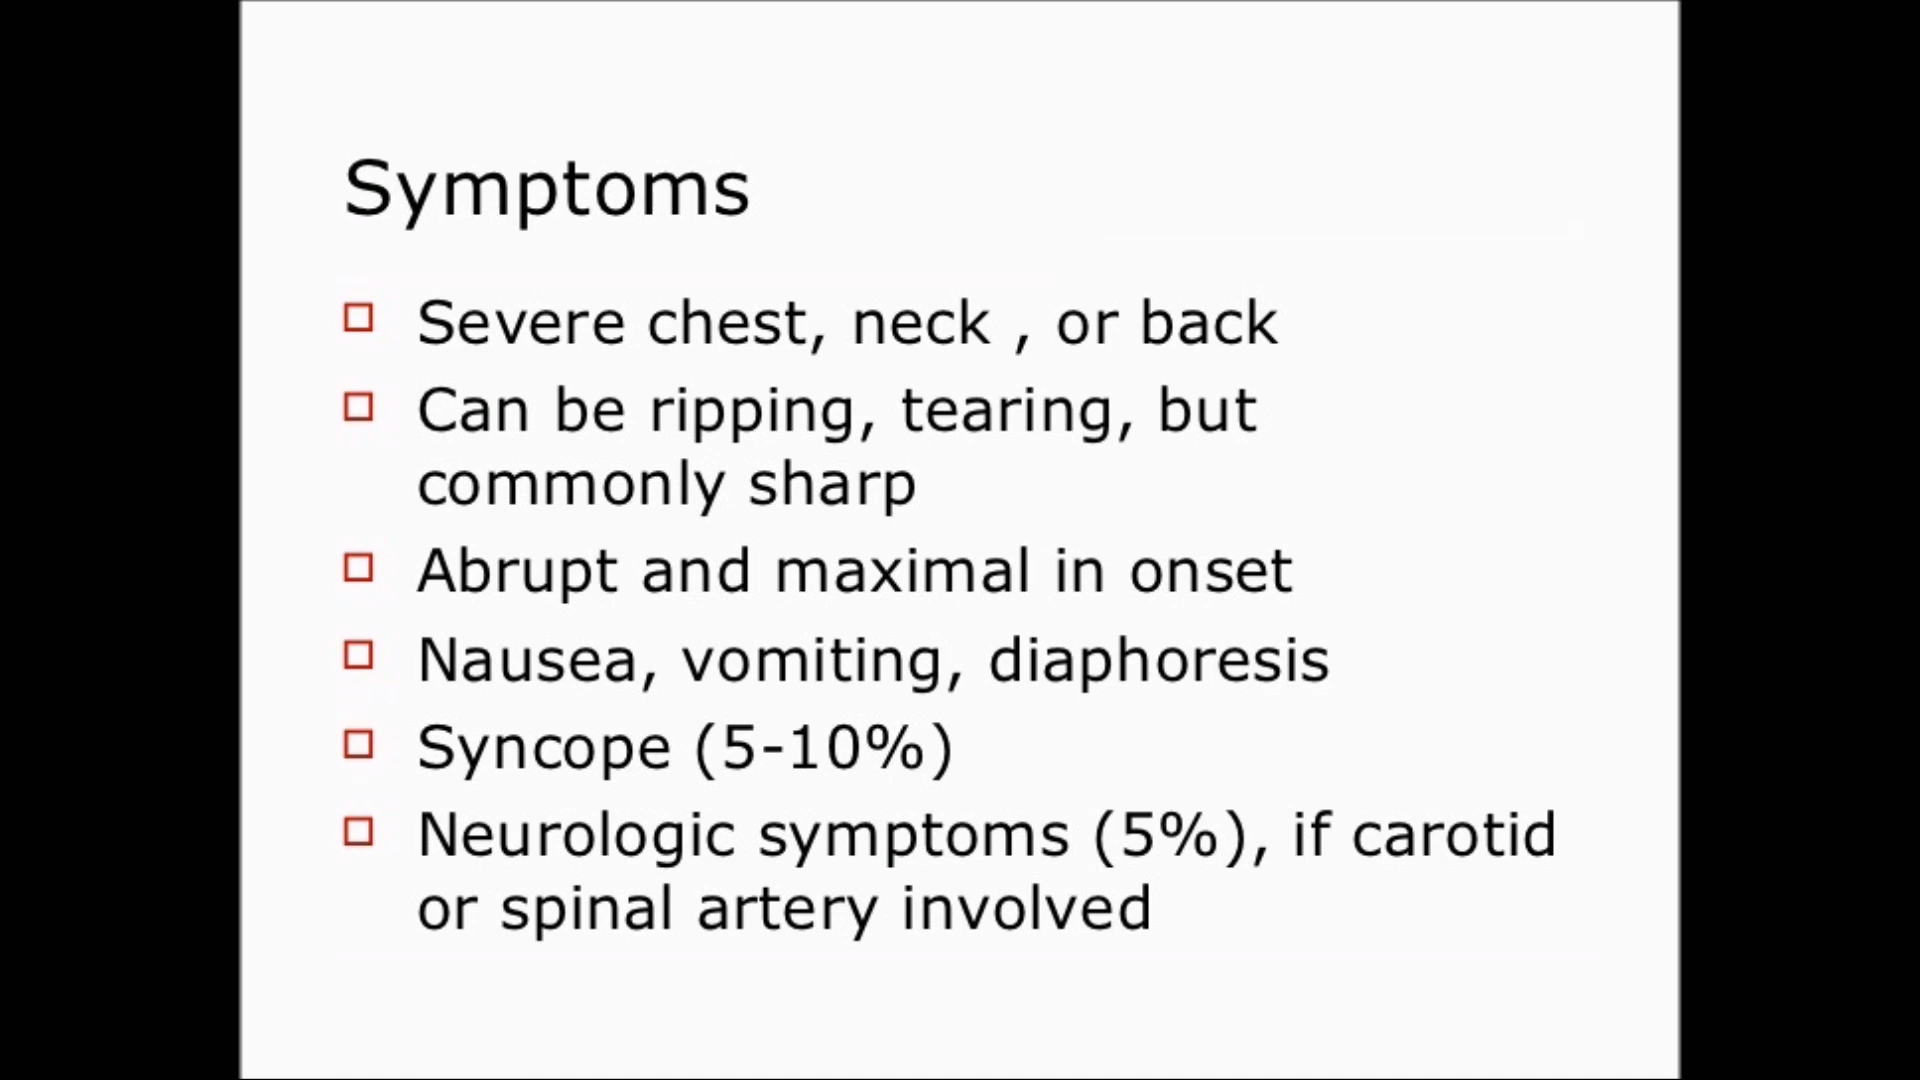 Symptoms
Severe chest, neck , or back
Can be ripping, tearing, but
commonly sharp
Abrupt and maximal in onset
Nausea, vomiting, diaphoresis
Syncope (5-10%)
Neurologic symptoms (5%), if carotid
or spinal artery involved